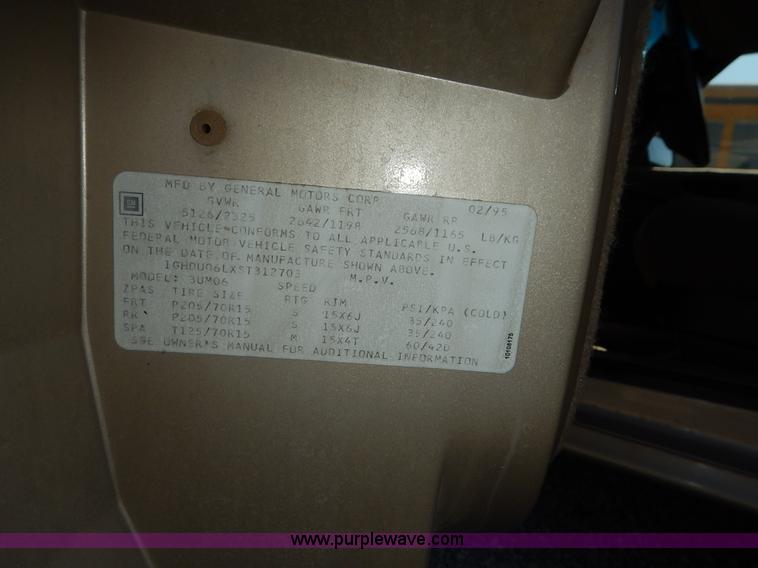 MFD BY GENERAL MOTORS CORP 02/95
GM GVWR GAWR FRT GAWR RR
5126/2325 2642/1198 2568/1165 LB/KG
THIS VEHICLE CONFORMS TO ALL APPLICABLE U.S.
FEDERAL MOTOR VEHICLE SAFETY STANDARDS IN EFFECT
ON THE DATE OF MANUFACTURE SHOWN ABOVE.
1GHDU06LXST312703 M.P.V.
MODEL: 3UM06 SPEED
ZPAS TIRE SIZE RTG RIM PSI/KPA (COLD)
FRT P205/70R15 S 15X6J 35/240
RR P205/70R15 S 15X6J 35/240
SPA T125/70R15 M 15X4T 60/420
SEE OWNER'S MANUAL FOR ADDITIONAL INFORMATION
10108175
www.purplewave.com